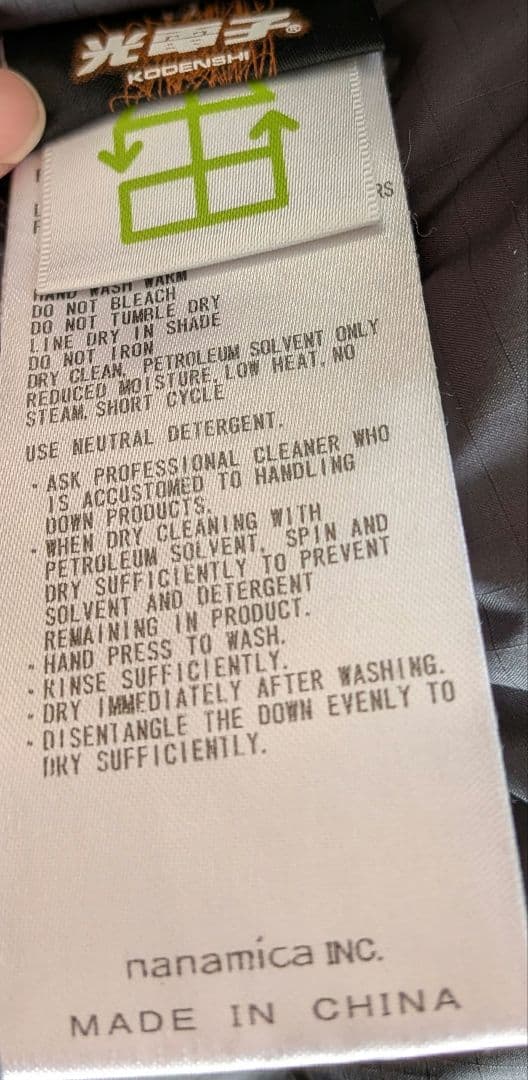 光電子®
KODENSHI
RS
HAND WASH WARM
DO NOT BLEACH
DO NOT TUMBLE DRY
LINE DRY IN SHADE
DO NOT IRON
DRY CLEAN, PETROLEUM SOLVENT ONLY
REDUCED MOISTURE, LOW HEAT, NO
STEAM, SHORT CYCLE
USE NEUTRAL DETERGENT.
・ASK PROFESSIONAL CLEANER WHO
IS ACCUSTOMED TO HANDLING
DOWN PRODUCTS.
・WHEN DRY CLEANING WITH
PETROLEUM SOLVENT, SPIN AND
DRY SUFFICIENTLY TO PREVENT
SOLVENT AND DETERGENT
REMAINING IN PRODUCT.
・HAND PRESS TO WASH.
・RINSE SUFFICIENTLY.
・DRY IMMEDIATELY AFTER WASHING.
・DISENTANGLE THE DOWN EVENLY TO
DRY SUFFICIENTLY.
nanamica INC.
MADE IN CHINA